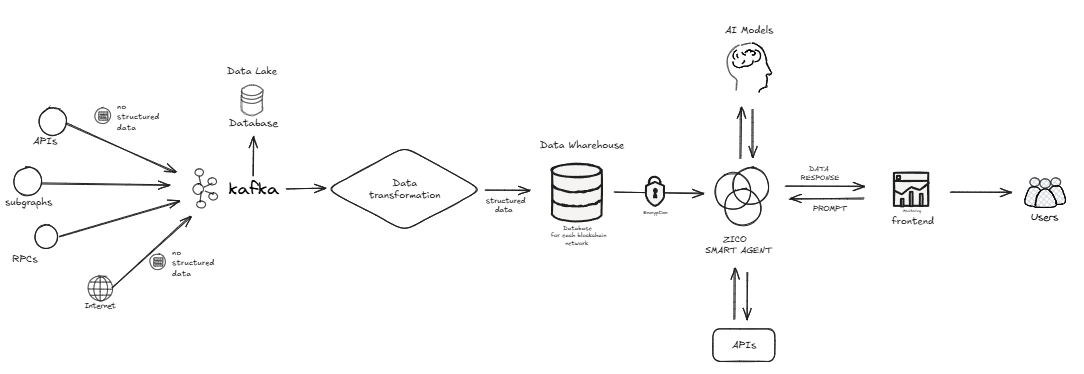 AI Models
Data Lake
no
structured
data
Database
APIs
kafka
Data
transformation
structured
data
Data Wharehouse
Database
for each blockchain
network
Encryption
DATA
RESPONSE
PROMPT
Monitoring
frontend
Users
subgraphs
RPCs
no
structured
data
Internet
ZICO
SMART AGENT
APIs